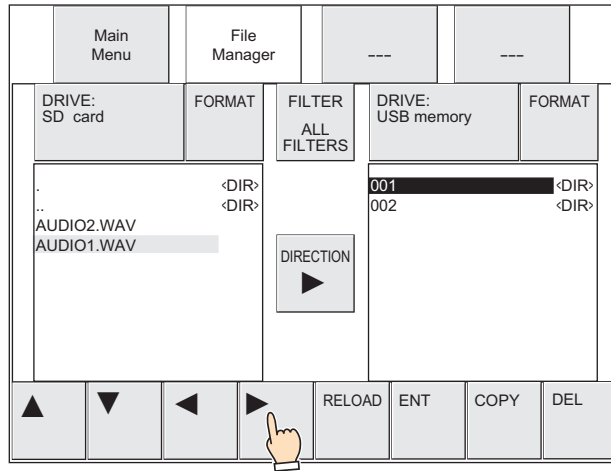 Main
Menu
File
Manager
---
---
DRIVE:
SD card
FORMAT
FILTER
ALL
FILTERS
DRIVE:
USB memory
FORMAT
. <DIR>
.. <DIR>
AUDIO2.WAV
AUDIO1.WAV
DIRECTION
001 <DIR>
002 <DIR>
RELOAD
ENT
COPY
DEL